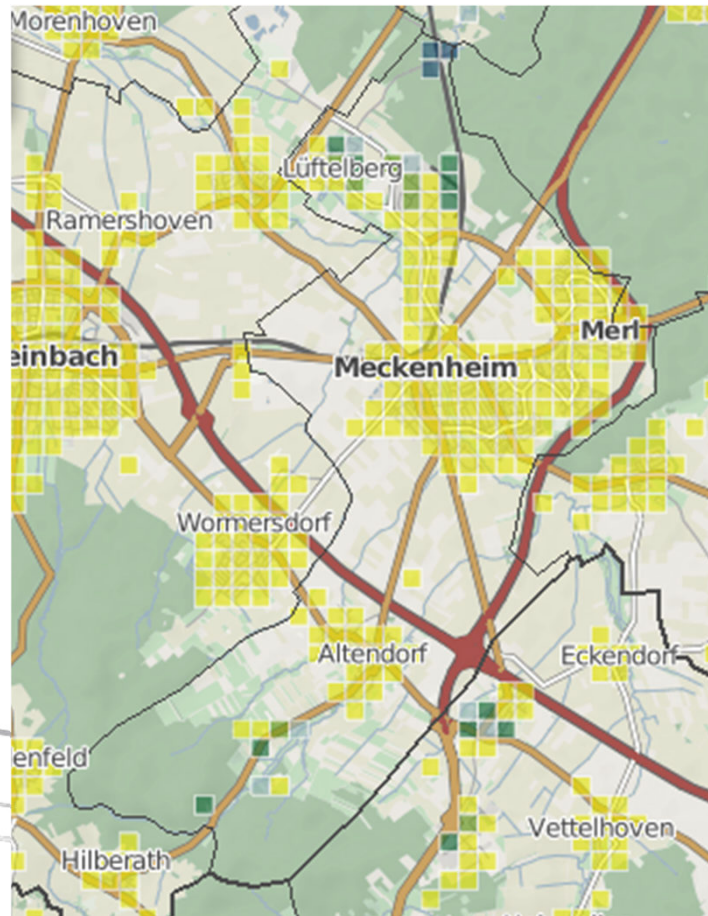 Morenhoven
Lüftelberg
Ramershoven
Merl
einbach
Meckenheim
Wormersdorf
Altendorf
Eckendorf
enfeld
Vettelhoven
Hilberath